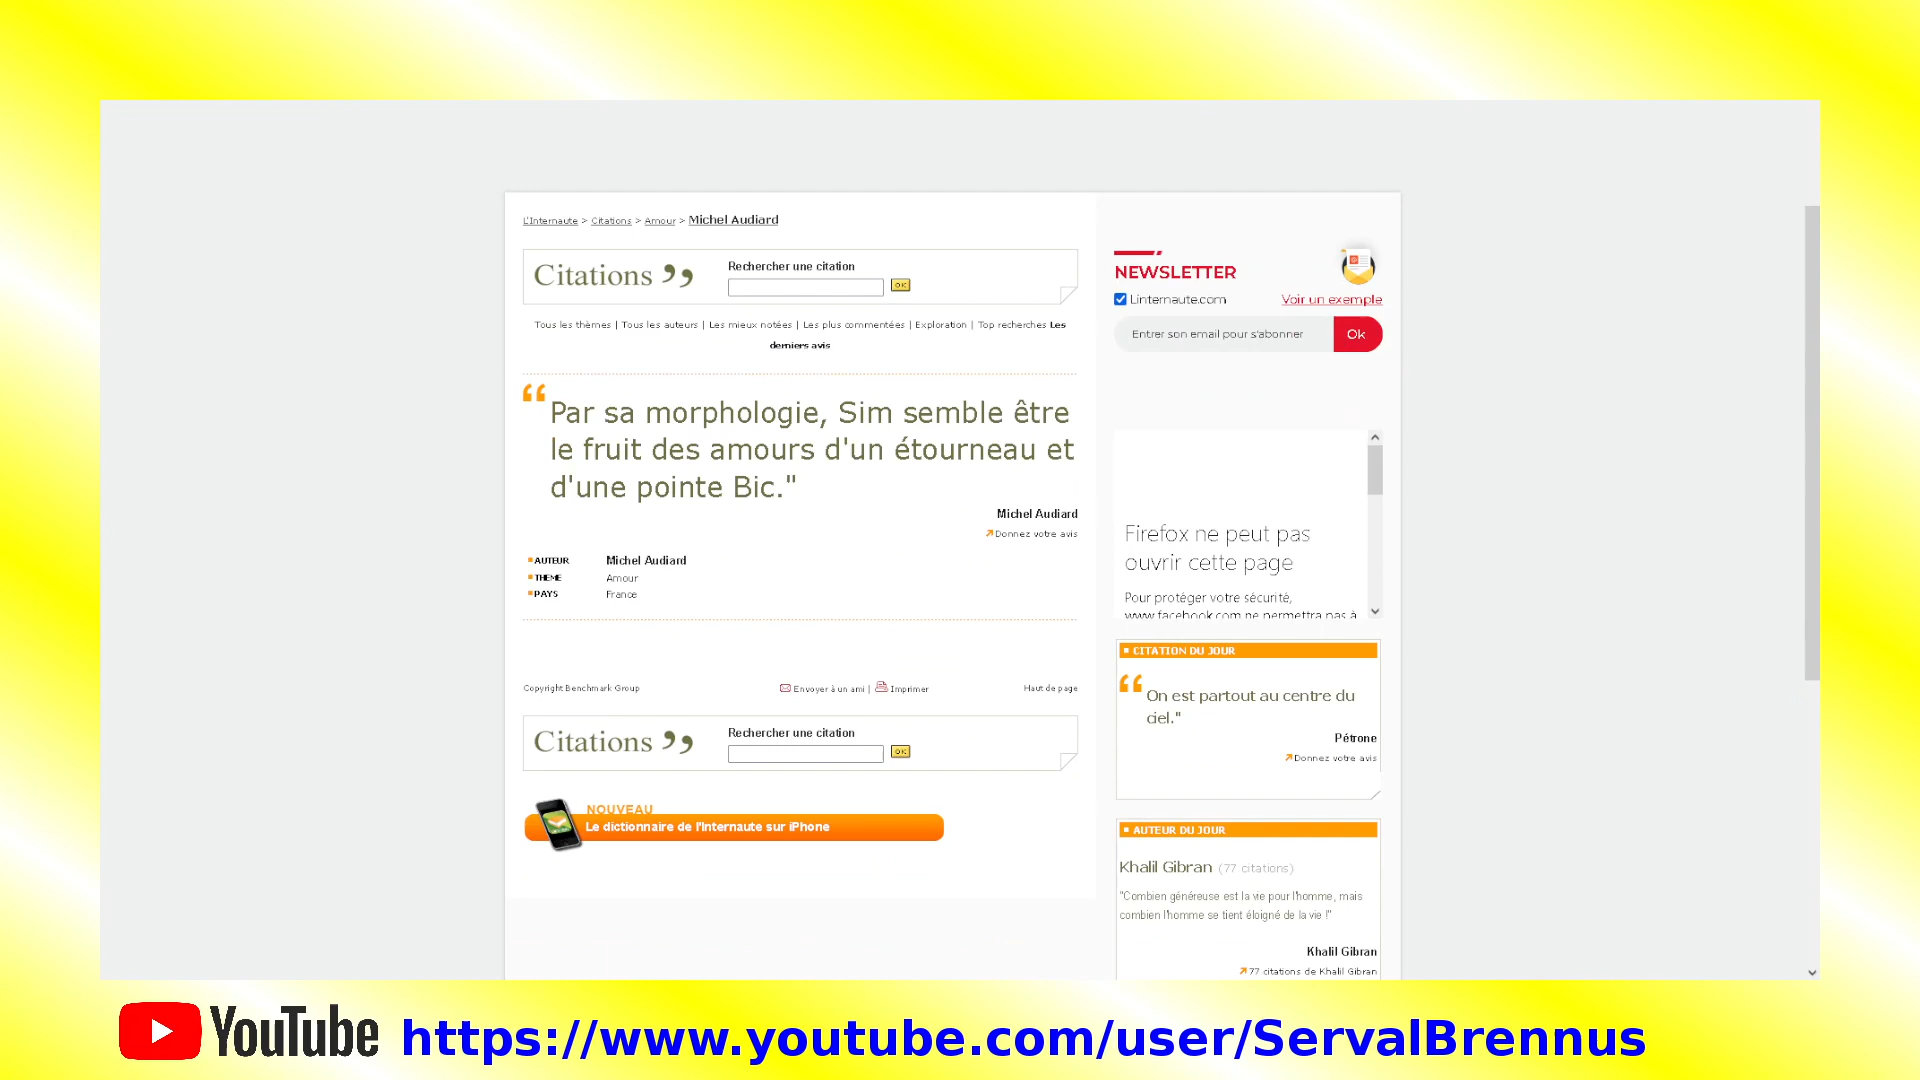 L'Internaute > Citations > Amour > Michel Audiard
Citations
Rechercher une citation
OK
Tous les thèmes | Tous les auteurs | Les mieux notées | Les plus commentées | Exploration | Top recherches Les
derniers avis
“Par sa morphologie, Sim semble être
le fruit des amours d'un étourneau et
d'une pointe Bic."
Michel Audiard
Donnez votre avis
AUTEUR Michel Audiard
THEME Amour
PAYS France
Copyright Benchmark Group
Envoyer à un ami | Imprimer
Haut de page
Citations
Rechercher une citation
OK
NOUVEAU
Le dictionnaire de l'Internaute sur iPhone
NEWSLETTER
Linternaute.com
Voir un exemple
Entrer son email pour s'abonner
Ok
Firefox ne peut pas
ouvrir cette page
Pour protéger votre sécurité,
www.facebook.com ne permettra pas à
CITATION DU JOUR
“On est partout au centre du
ciel."
Pétrone
Donnez votre avis
AUTEUR DU JOUR
Khalil Gibran (77 citations)
"Combien généreuse est la vie pour l'homme, mais
combien l'homme se tient éloigné de la vie !"
Khalil Gibran
77 citations de Khalil Gibran
YouTube
https://www.youtube.com/user/ServalBrennus